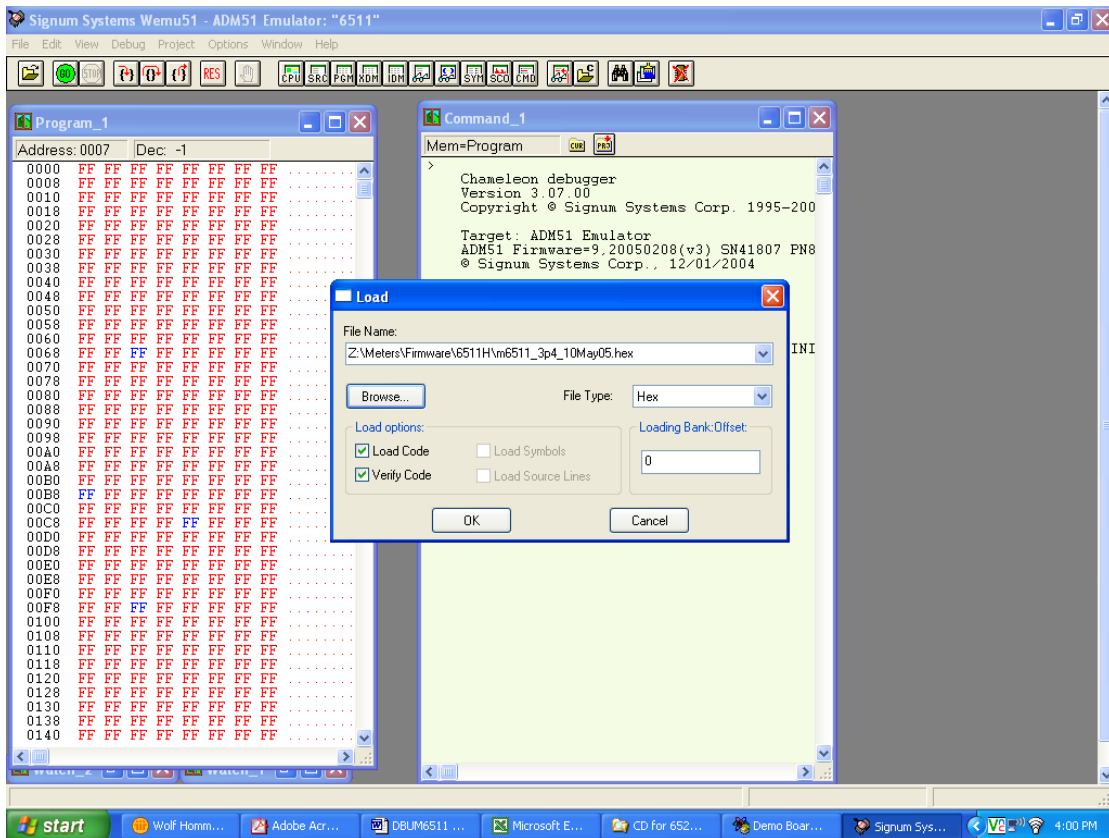 Signum Systems Wemu51 - ADM51 Emulator: "6511"
File Edit View Debug Project Options Window Help
GO STOP RES CPU SRC PGM XDM IDM SYM SCO CMD
Program_1
Address: 0007 Dec: -1
0000 FF FF FF FF FF FF FF FF
0008 FF FF FF FF FF FF FF FF
0010 FF FF FF FF FF FF FF FF
0018 FF FF FF FF FF FF FF FF
0020 FF FF FF FF FF FF FF FF
0028 FF FF FF FF FF FF FF FF
0030 FF FF FF FF FF FF FF FF
0038 FF FF FF FF FF FF FF FF
0040 FF FF FF FF FF FF FF FF
0048 FF FF FF FF FF FF FF FF
0050 FF FF FF FF FF FF FF FF
0058 FF FF FF FF FF FF FF FF
0060 FF FF FF FF FF FF FF FF
0068 FF FF FF FF FF FF FF FF
0070 FF FF FF FF FF FF FF FF
0078 FF FF FF FF FF FF FF FF
0080 FF FF FF FF FF FF FF FF
0088 FF FF FF FF FF FF FF FF
0090 FF FF FF FF FF FF FF FF
0098 FF FF FF FF FF FF FF FF
00A0 FF FF FF FF FF FF FF FF
00A8 FF FF FF FF FF FF FF FF
00B0 FF FF FF FF FF FF FF FF
00B8 FF FF FF FF FF FF FF FF
00C0 FF FF FF FF FF FF FF FF
00C8 FF FF FF FF FF FF FF FF
00D0 FF FF FF FF FF FF FF FF
00D8 FF FF FF FF FF FF FF FF
00E0 FF FF FF FF FF FF FF FF
00E8 FF FF FF FF FF FF FF FF
00F0 FF FF FF FF FF FF FF FF
00F8 FF FF FF FF FF FF FF FF
0100 FF FF FF FF FF FF FF FF
0108 FF FF FF FF FF FF FF FF
0110 FF FF FF FF FF FF FF FF
0118 FF FF FF FF FF FF FF FF
0120 FF FF FF FF FF FF FF FF
0128 FF FF FF FF FF FF FF FF
0130 FF FF FF FF FF FF FF FF
0138 FF FF FF FF FF FF FF FF
0140 FF FF FF FF FF FF FF FF
Watch_2 Watch_1
Command_1
Mem=Program CUR PRJ
>
Chameleon debugger
Version 3.07.00
Copyright © Signum Systems Corp. 1995-200
Target: ADM51 Emulator
ADM51 Firmware=9,20050208(v3) SN41807 PN8
© Signum Systems Corp., 12/01/2004
INI
Load
File Name:
Z:\Meters\Firmware\6511H\m6511_3p4_10May05.hex
Browse... File Type: Hex
Load options: Loading Bank:Offset:
Load Code Load Symbols
0
Verify Code Load Source Lines
OK Cancel
start Wolf Homm... Adobe Acr... DBUM6511 ... Microsoft E... CD for 652... Demo Boar... Signum Sys... 4:00 PM